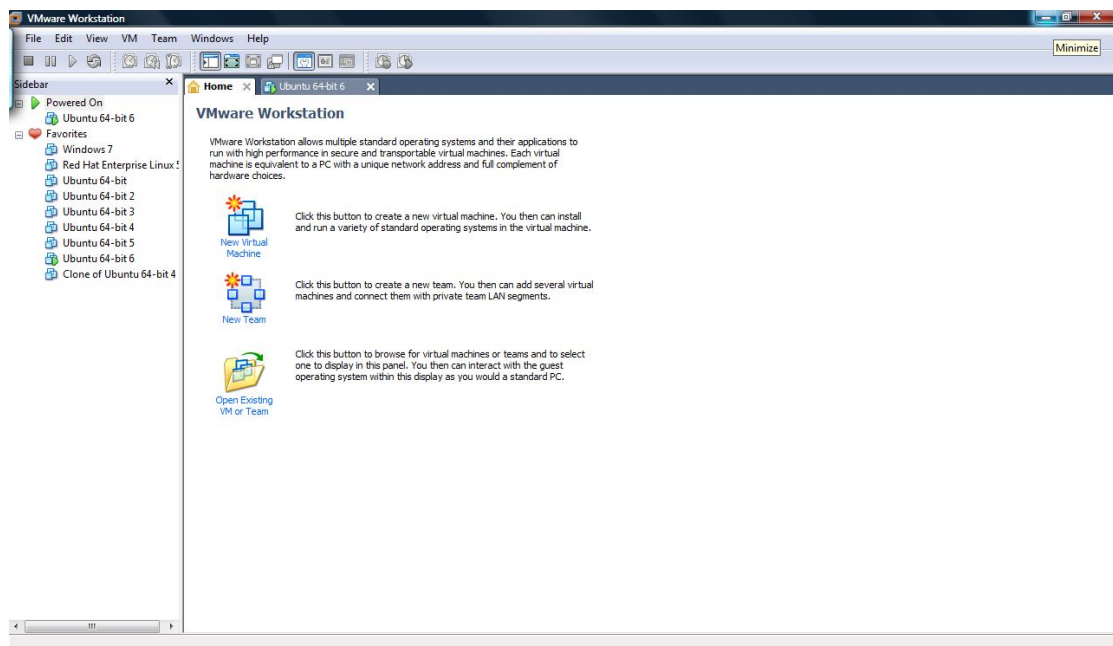 VMware Workstation
File Edit View VM Team Windows Help
Minimize
Sidebar
Home
Ubuntu 64-bit 6
Powered On
Ubuntu 64-bit 6
Favorites
Windows 7
Red Hat Enterprise Linux 5
Ubuntu 64-bit
Ubuntu 64-bit 2
Ubuntu 64-bit 3
Ubuntu 64-bit 4
Ubuntu 64-bit 5
Ubuntu 64-bit 6
Clone of Ubuntu 64-bit 4
VMware Workstation
VMware Workstation allows multiple standard operating systems and their applications to
run with high performance in secure and transportable virtual machines. Each virtual
machine is equivalent to a PC with a unique network address and full complement of
hardware choices.
New Virtual
Machine
Click this button to create a new virtual machine. You then can install
and run a variety of standard operating systems in the virtual machine.
New Team
Click this button to create a new team. You then can add several virtual
machines and connect them with private team LAN segments.
Open Existing
VM or Team
Click this button to browse for virtual machines or teams and to select
one to display in this panel. You then can interact with the guest
operating system within this display as you would a standard PC.